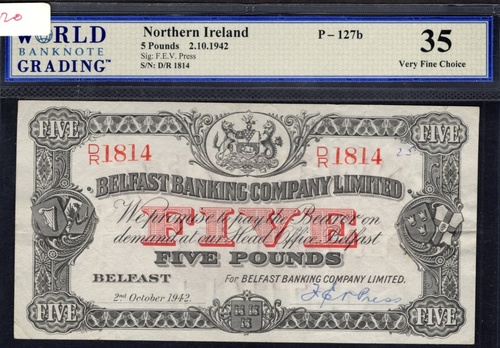 20
WORLD
BANKNOTE
GRADING™
Northern Ireland
P - 127b
5 Pounds 2.10.1942
Sig: F.E.V. Press
S/N: D/R 1814
35
Very Fine Choice
FIVE
FIVE
D/R 1814
D/R 1814
25
BELFAST BANKING COMPANY LIMITED
FIVE
We promise to pay the Bearer on
demand at our Head Office Belfast
FIVE POUNDS
BELFAST
For BELFAST BANKING COMPANY LIMITED.
2nd October 1942.
F.E.V. Press
FIVE
FIVE